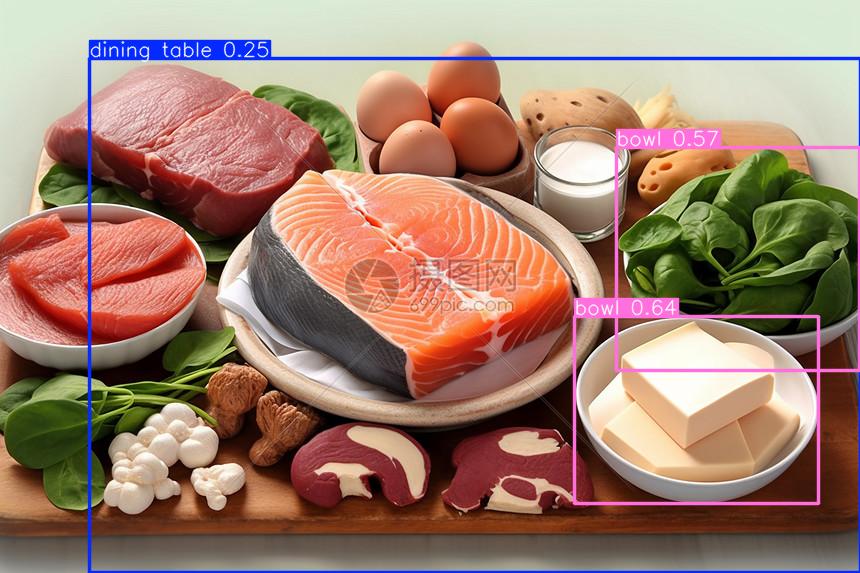 dining table 0.25
bowl 0.57
摄图网
699pic.com
bowl 0.64